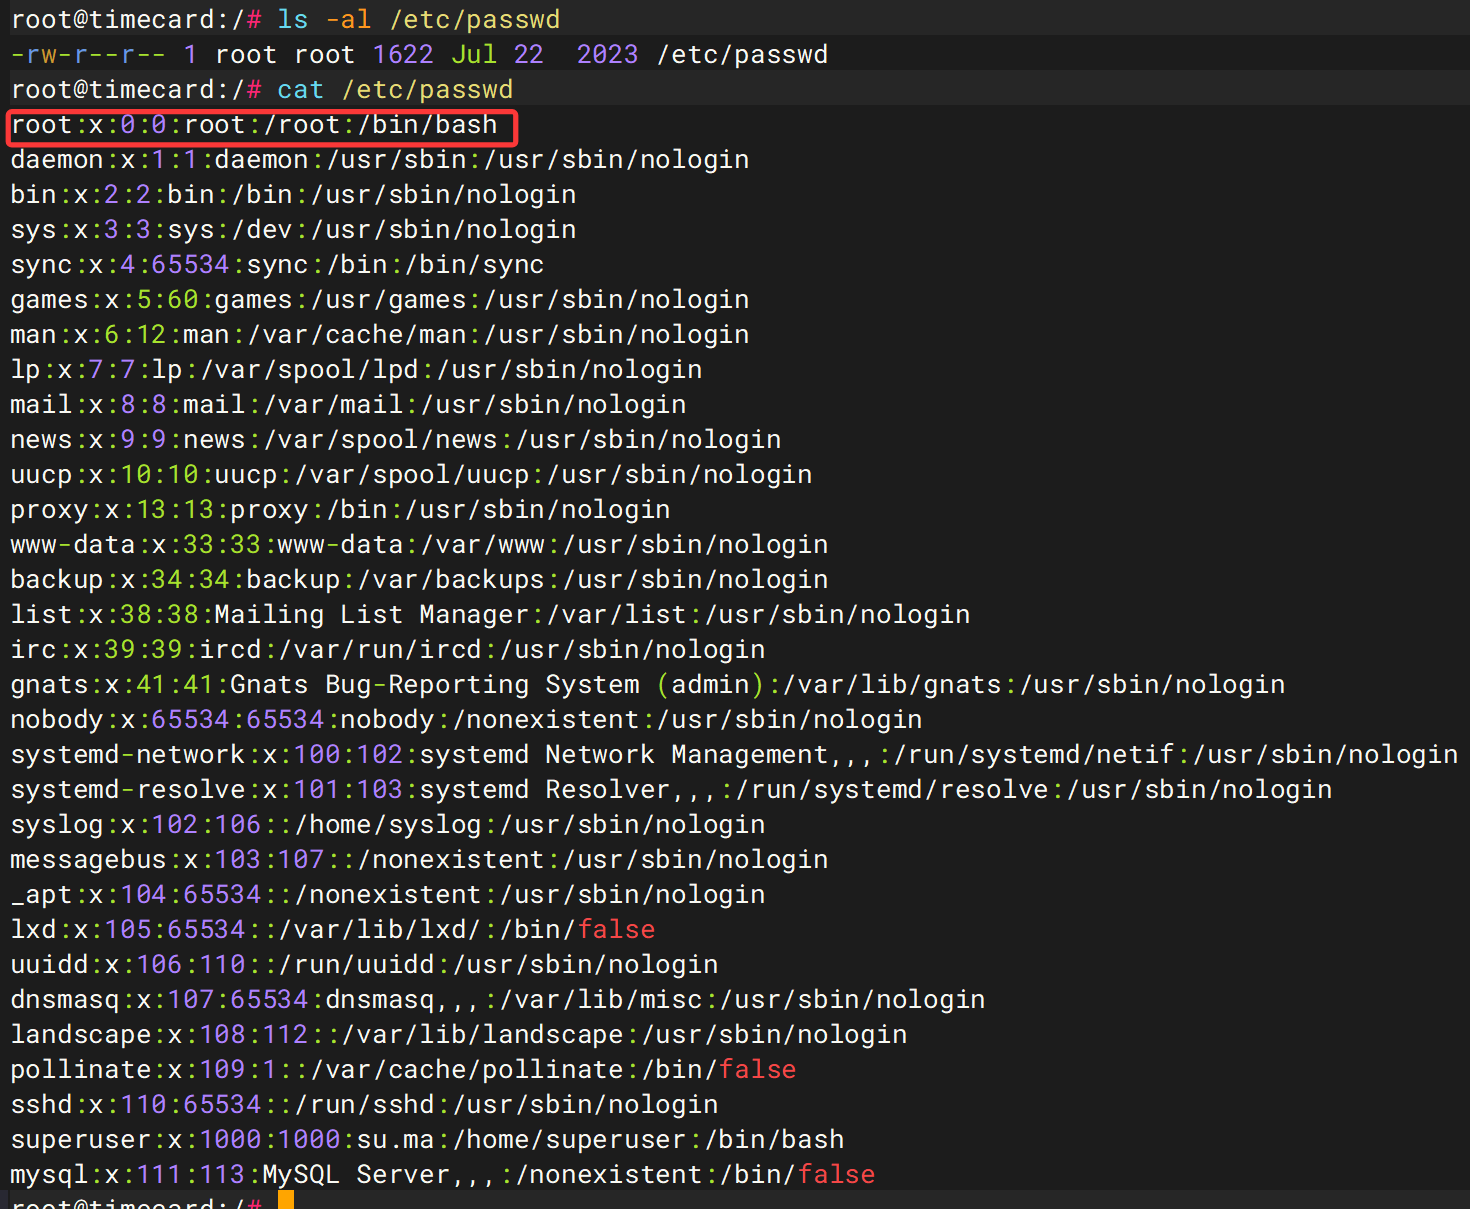 root@timecard:/# ls -al /etc/passwd
-rw-r--r-- 1 root root 1622 Jul 22  2023 /etc/passwd
root@timecard:/# cat /etc/passwd
root:x:0:0:root:/root:/bin/bash
daemon:x:1:1:daemon:/usr/sbin:/usr/sbin/nologin
bin:x:2:2:bin:/bin:/usr/sbin/nologin
sys:x:3:3:sys:/dev:/usr/sbin/nologin
sync:x:4:65534:sync:/bin:/bin/sync
games:x:5:60:games:/usr/games:/usr/sbin/nologin
man:x:6:12:man:/var/cache/man:/usr/sbin/nologin
lp:x:7:7:lp:/var/spool/lpd:/usr/sbin/nologin
mail:x:8:8:mail:/var/mail:/usr/sbin/nologin
news:x:9:9:news:/var/spool/news:/usr/sbin/nologin
uucp:x:10:10:uucp:/var/spool/uucp:/usr/sbin/nologin
proxy:x:13:13:proxy:/bin:/usr/sbin/nologin
www-data:x:33:33:www-data:/var/www:/usr/sbin/nologin
backup:x:34:34:backup:/var/backups:/usr/sbin/nologin
list:x:38:38:Mailing List Manager:/var/list:/usr/sbin/nologin
irc:x:39:39:ircd:/var/run/ircd:/usr/sbin/nologin
gnats:x:41:41:Gnats Bug-Reporting System (admin):/var/lib/gnats:/usr/sbin/nologin
nobody:x:65534:65534:nobody:/nonexistent:/usr/sbin/nologin
systemd-network:x:100:102:systemd Network Management,,,:/run/systemd/netif:/usr/sbin/nologin
systemd-resolve:x:101:103:systemd Resolver,,,:/run/systemd/resolve:/usr/sbin/nologin
syslog:x:102:106::/home/syslog:/usr/sbin/nologin
messagebus:x:103:107::/nonexistent:/usr/sbin/nologin
_apt:x:104:65534::/nonexistent:/usr/sbin/nologin
lxd:x:105:65534::/var/lib/lxd/:/bin/false
uuidd:x:106:110::/run/uuidd:/usr/sbin/nologin
dnsmasq:x:107:65534:dnsmasq,,,:/var/lib/misc:/usr/sbin/nologin
landscape:x:108:112::/var/lib/landscape:/usr/sbin/nologin
pollinate:x:109:1::/var/cache/pollinate:/bin/false
sshd:x:110:65534::/run/sshd:/usr/sbin/nologin
superuser:x:1000:1000:su.ma:/home/superuser:/bin/bash
mysql:x:111:113:MySQL Server,,,:/nonexistent:/bin/false
root@timecard:/#